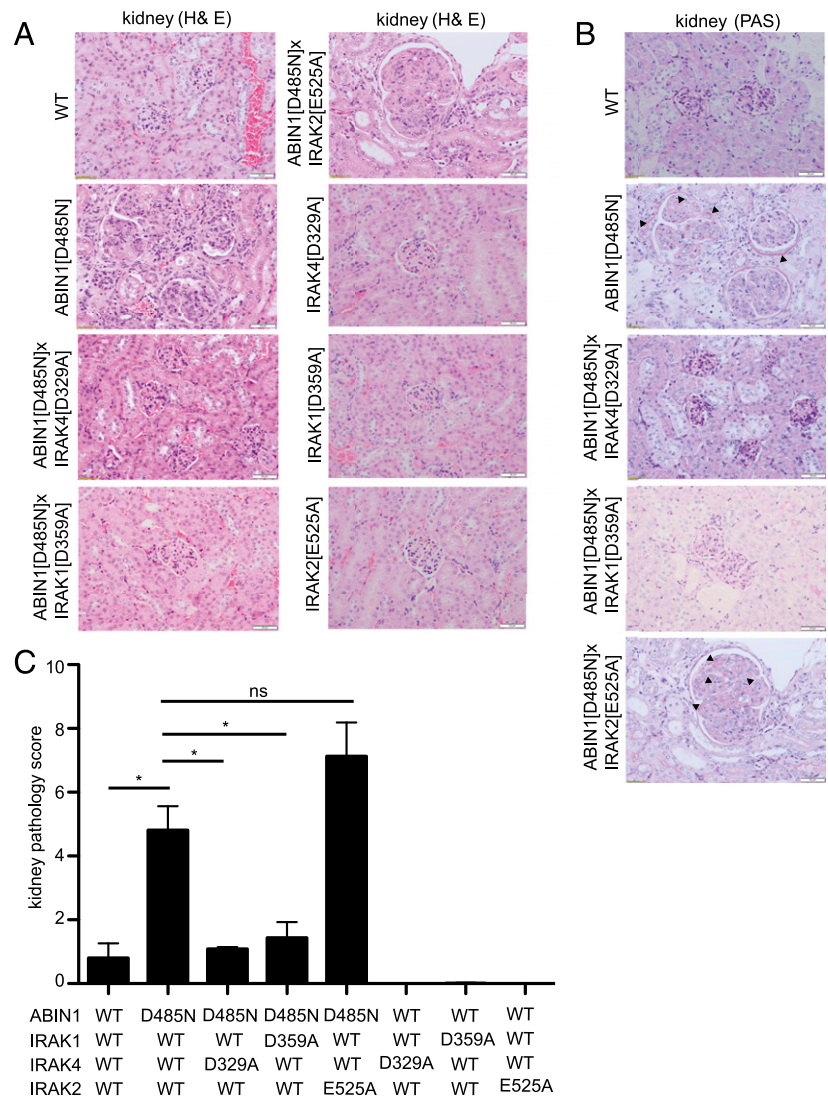 A
kidney (H& E)
kidney (H& E)
WT
ABIN1[D485N]
ABIN1[D485N]x
IRAK4[D329A]
ABIN1[D485N]x
IRAK1[D359A]
ABIN1[D485N]x
IRAK2[E525A]
IRAK4[D329A]
IRAK1[D359A]
IRAK2[E525A]
B
kidney (PAS)
WT
ABIN1[D485N]
ABIN1[D485N]x
IRAK4[D329A]
ABIN1[D485N]x
IRAK1[D359A]
ABIN1[D485N]x
IRAK2[E525A]
C
kidney pathology score
10
8
6
4
2
0
ns
*
*
*
ABIN1 WT D485N D485N D485N D485N WT WT WT
IRAK1 WT WT WT D359A WT WT D359A WT
IRAK4 WT WT D329A WT WT D329A WT WT
IRAK2 WT WT WT WT E525A WT WT E525A